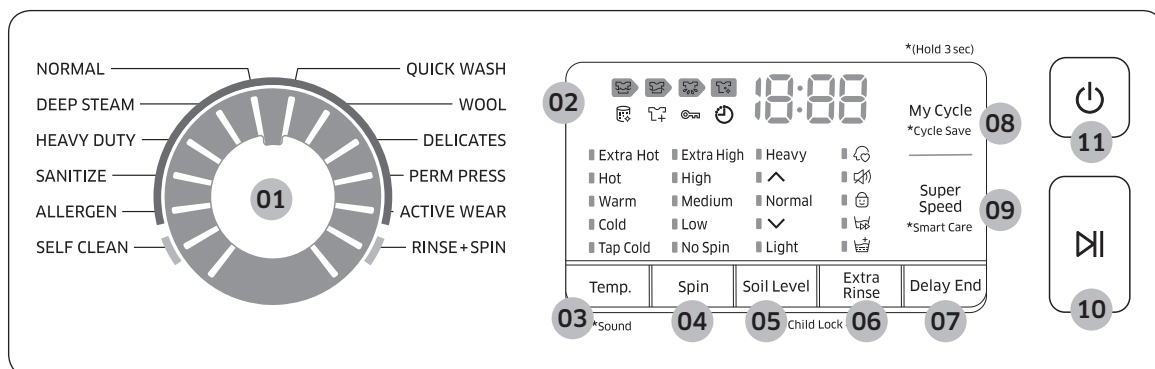 *(Hold 3 sec)
NORMAL
DEEP STEAM
HEAVY DUTY
SANITIZE
ALLERGEN
SELF CLEAN
QUICK WASH
WOOL
DELICATES
PERM PRESS
ACTIVE WEAR
RINSE+SPIN
01
02
18:88
My Cycle
*Cycle Save
08
Super
Speed
*Smart Care
09
11
10
Extra Hot Extra High Heavy
Hot High
Warm Medium Normal
Cold Low
Tap Cold No Spin Light
Temp. Spin Soil Level Extra Rinse Delay End
03 04 05 06 07
*Sound Child Lock